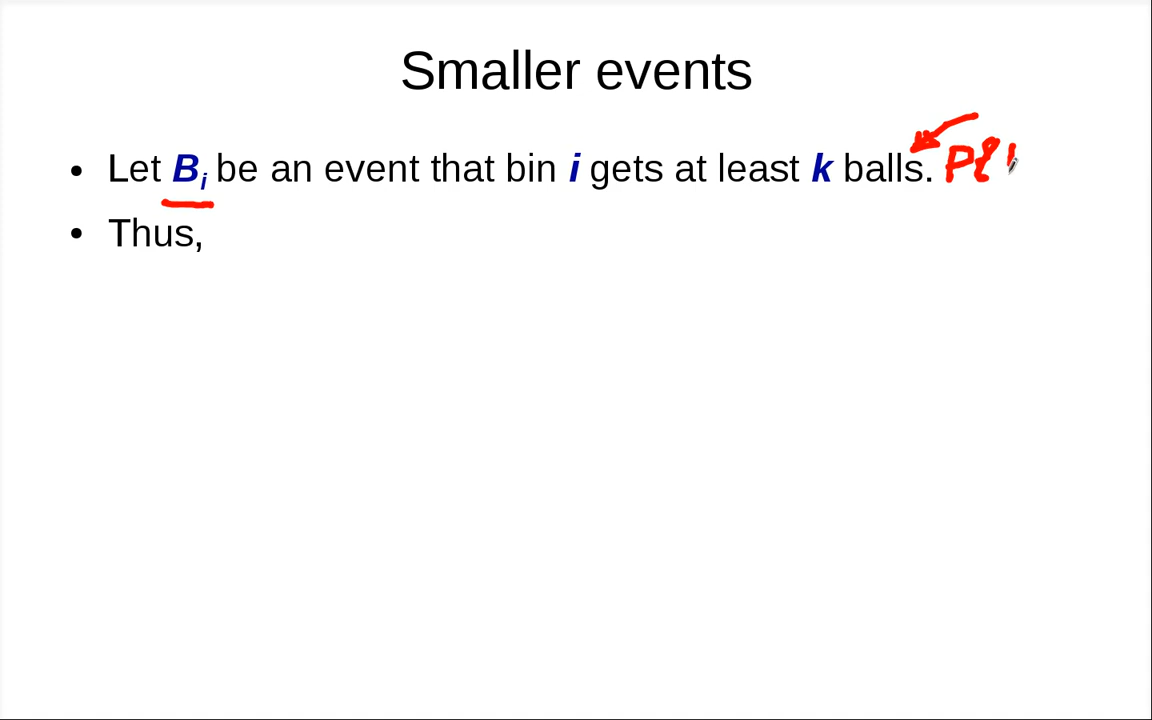 Smaller events
• Let Bi be an event that bin i gets at least k balls. P{
• Thus,